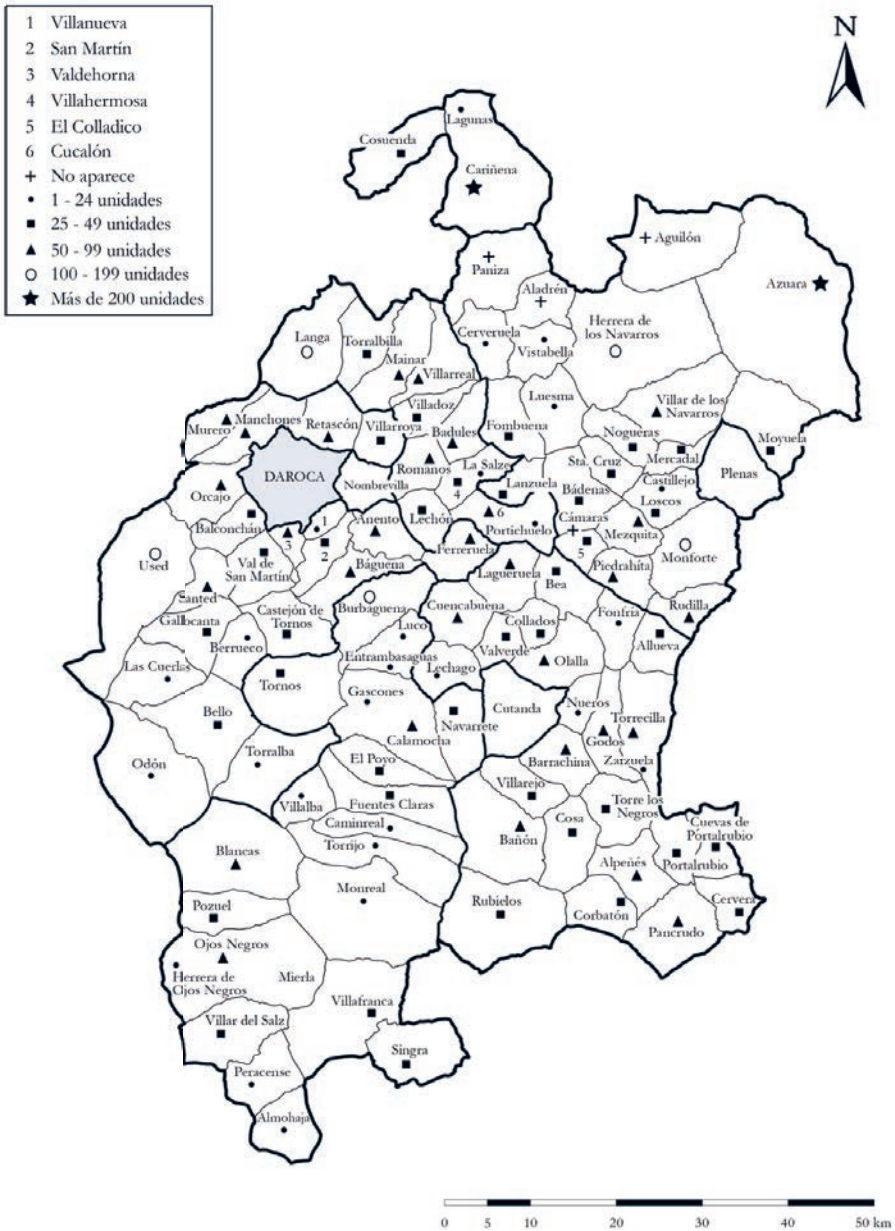 1 Villanueva
2 San Martín
3 Valdehorna
4 Villahermosa
5 El Colladico
6 Cucalón
+ No aparece
• 1 - 24 unidades
■ 25 - 49 unidades
▲ 50 - 99 unidades
○ 100 - 199 unidades
★ Más de 200 unidades
N
Lagunas
Cosuenda
Cariñena
Aguilón
Paniza
Azuara
Aladrén
Langa
Torralbilla
Cerveruela
Vistabella
Herrera de
los Navarros
Mainar
Villarreal
Luesma
Villar de los
Navarros
Murero
Manchones
Retascón
Villadoz
Villarroya
Badules
Fombuena
Nogueras
Mercadal
Moyuela
DAROCA
Nombrevilla
Romanos
La Salze
4
Lanzuela
Sta. Cruz
Castillejo
Plenas
Orcajo
Balconchán
Lechón
6
Bádenas
Loscos
1
3
2
Anento
Portichuelo
Cámaras
5
Mezquita
Used
Val de
San Martín
Ferreruela
Piedrahíta
Monforte
Báguena
Lagueruela
Bea
Santed
Burbáguena
Cuencabuena
Fonfría
Rudilla
Gallocanta
Castejón de
Tornos
Luco
Collados
Berrueco
Valverde
Allueva
Las Cuerlas
Entrambasaguas
Lechago
Olalla
Tornos
Gascones
Cutanda
Nueros
Bello
Navarrete
Torrecilla
Calamocha
Godos
Odón
Torralba
El Poyo
Barrachina
Zarzuela
Villalba
Fuentes Claras
Villarejo
Torre los
Negros
Caminreal
Bañón
Cosa
Cuevas de
Portalrubio
Torrijo
Blancas
Alpeñés
Portalrubio
Monreal
Pozuel
Rubielos
Corbatón
Cervera
Pancrudo
Ojos Negros
Herrera de
Ojos Negros
Mierla
Villafranca
Villar del Salz
Singra
Peracense
Almohaja
0 5 10 20 30 40 50 km